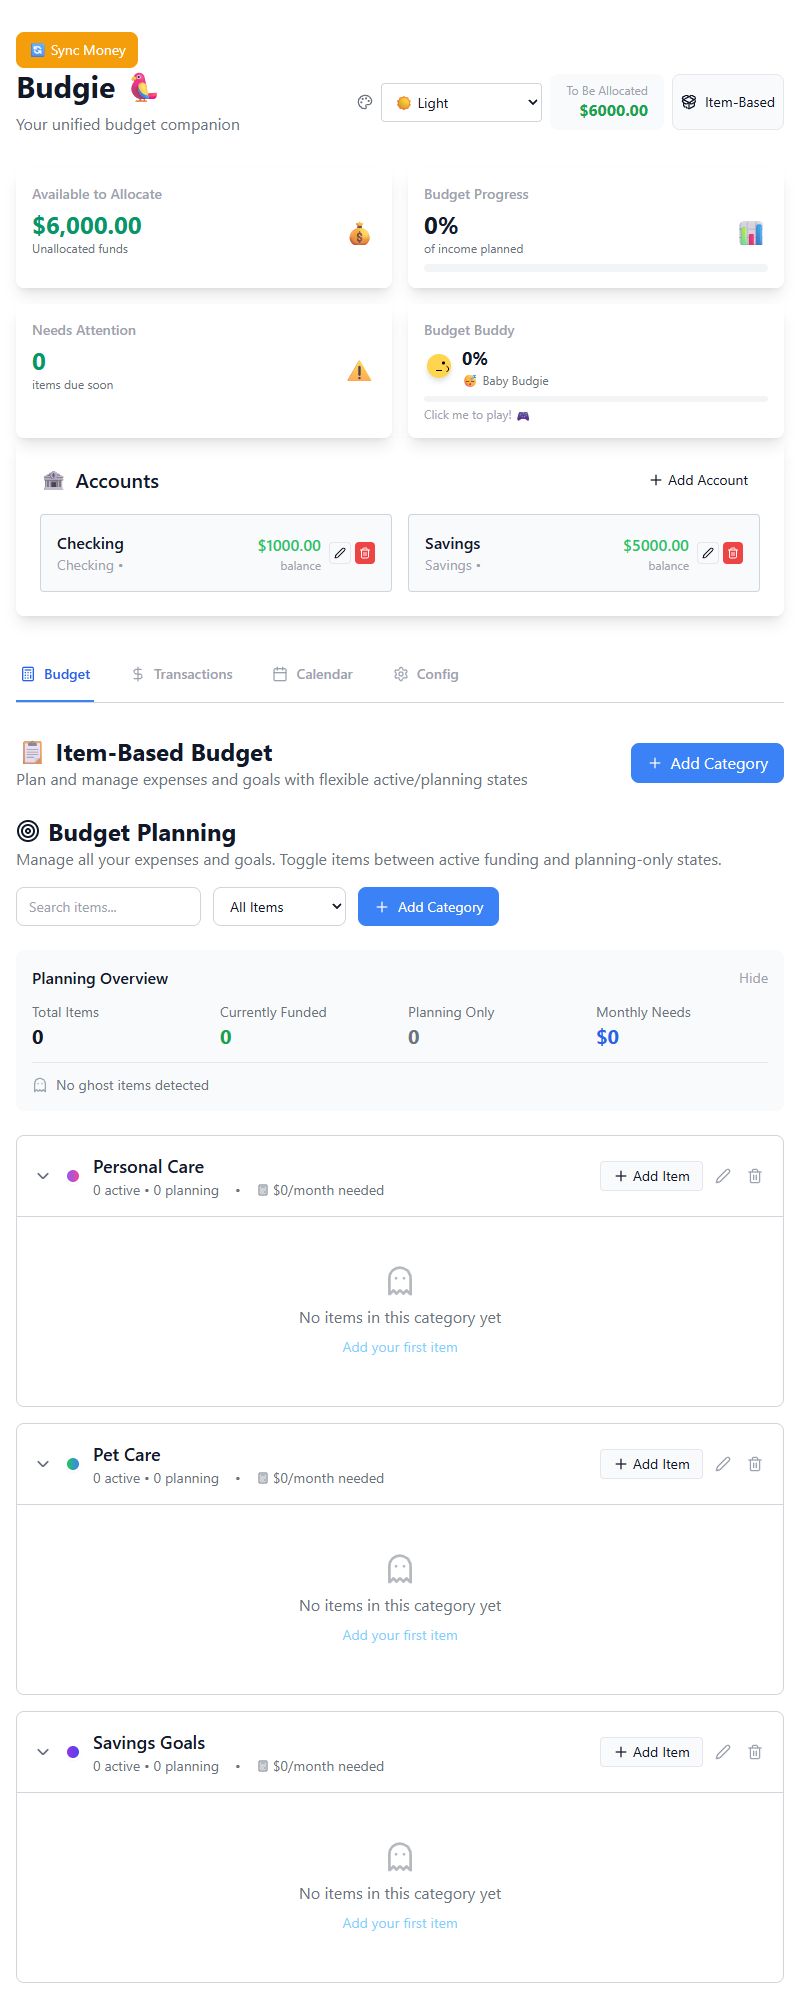 Sync Money
Budgie
Your unified budget companion
Light
To Be Allocated
$6000.00
Item-Based
Available to Allocate
$6,000.00
Unallocated funds
Budget Progress
0%
of income planned
Needs Attention
0
items due soon
Budget Buddy
0%
Baby Budgie
Click me to play!
Accounts
+ Add Account
Checking
Checking •
$1000.00
balance
Savings
Savings •
$5000.00
balance
Budget
Transactions
Calendar
Config
Item-Based Budget
Plan and manage expenses and goals with flexible active/planning states
+ Add Category
Budget Planning
Manage all your expenses and goals. Toggle items between active funding and planning-only states.
Search items...
All Items
+ Add Category
Planning Overview
Hide
Total Items
0
Currently Funded
0
Planning Only
0
Monthly Needs
$0
No ghost items detected
Personal Care
0 active • 0 planning • $0/month needed
+ Add Item
No items in this category yet
Add your first item
Pet Care
0 active • 0 planning • $0/month needed
+ Add Item
No items in this category yet
Add your first item
Savings Goals
0 active • 0 planning • $0/month needed
+ Add Item
No items in this category yet
Add your first item